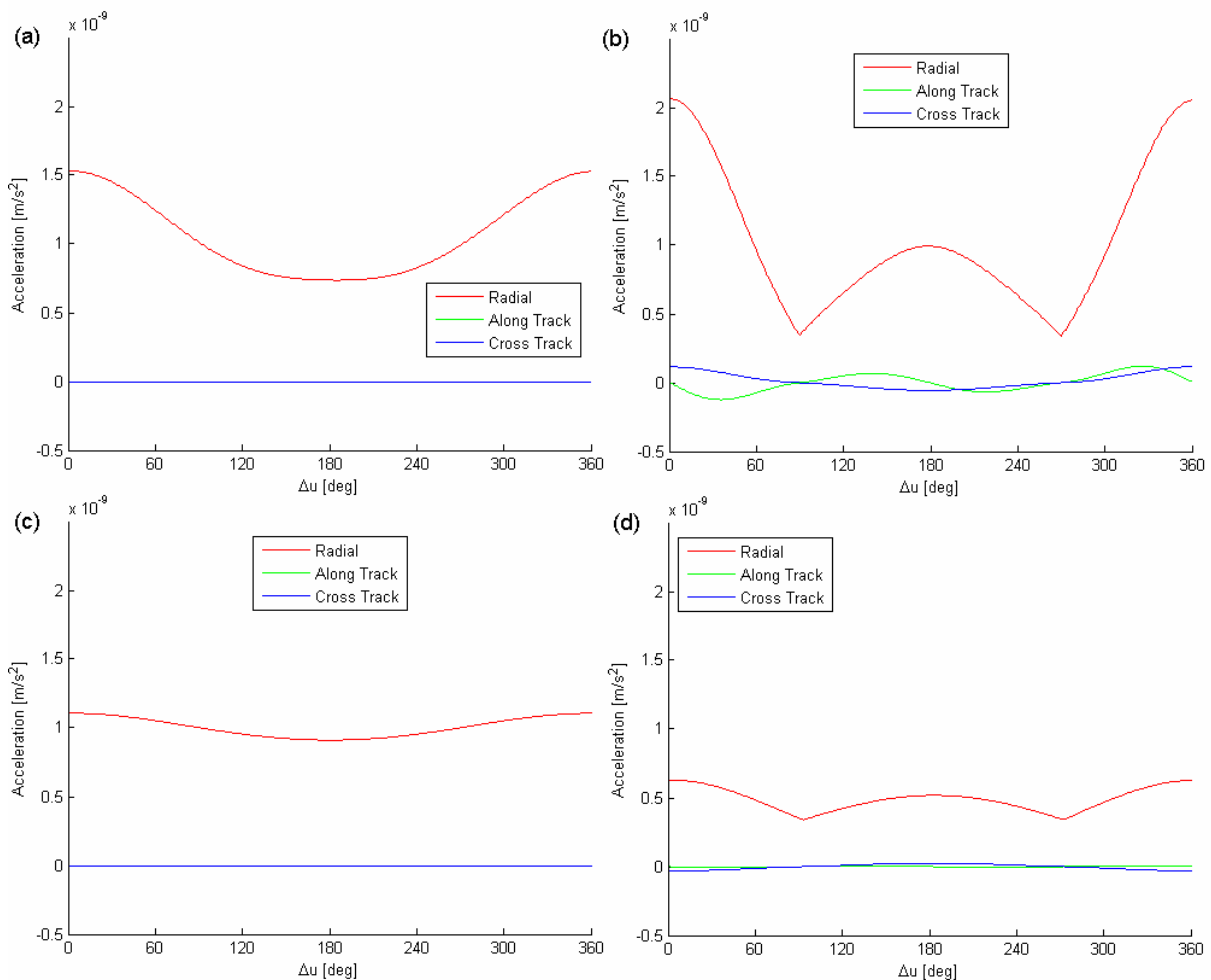 (a)
x 10-9
2
1.5
1
0.5
0
-0.5
Acceleration [m/s2]
Radial
Along Track
Cross Track
0 60 120 180 240 300 360
Δu [deg]
(b)
x 10-9
2
1.5
1
0.5
0
-0.5
Acceleration [m/s2]
Radial
Along Track
Cross Track
0 60 120 180 240 300 360
Δu [deg]
(c)
x 10-9
2
1.5
1
0.5
0
-0.5
Acceleration [m/s2]
Radial
Along Track
Cross Track
0 60 120 180 240 300 360
Δu [deg]
(d)
x 10-9
2
1.5
1
0.5
0
-0.5
Acceleration [m/s2]
Radial
Along Track
Cross Track
0 60 120 180 240 300 360
Δu [deg]